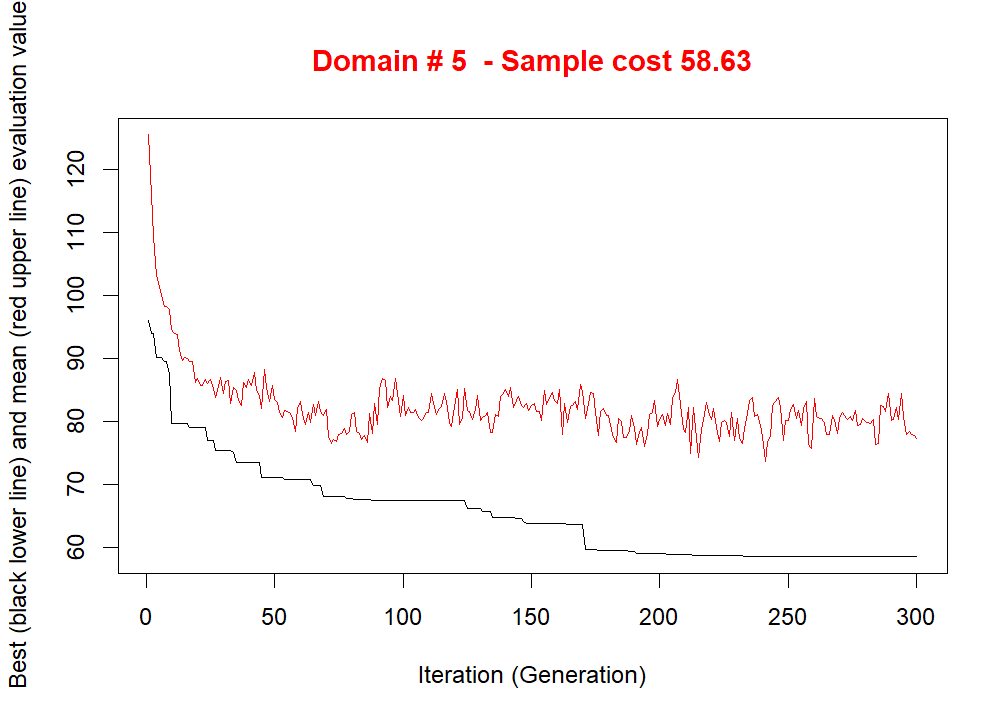 Domain # 5  - Sample cost 58.63
Best (black lower line) and mean (red upper line) evaluation value
120
110
100
90
80
70
60
0 50 100 150 200 250 300
Iteration (Generation)